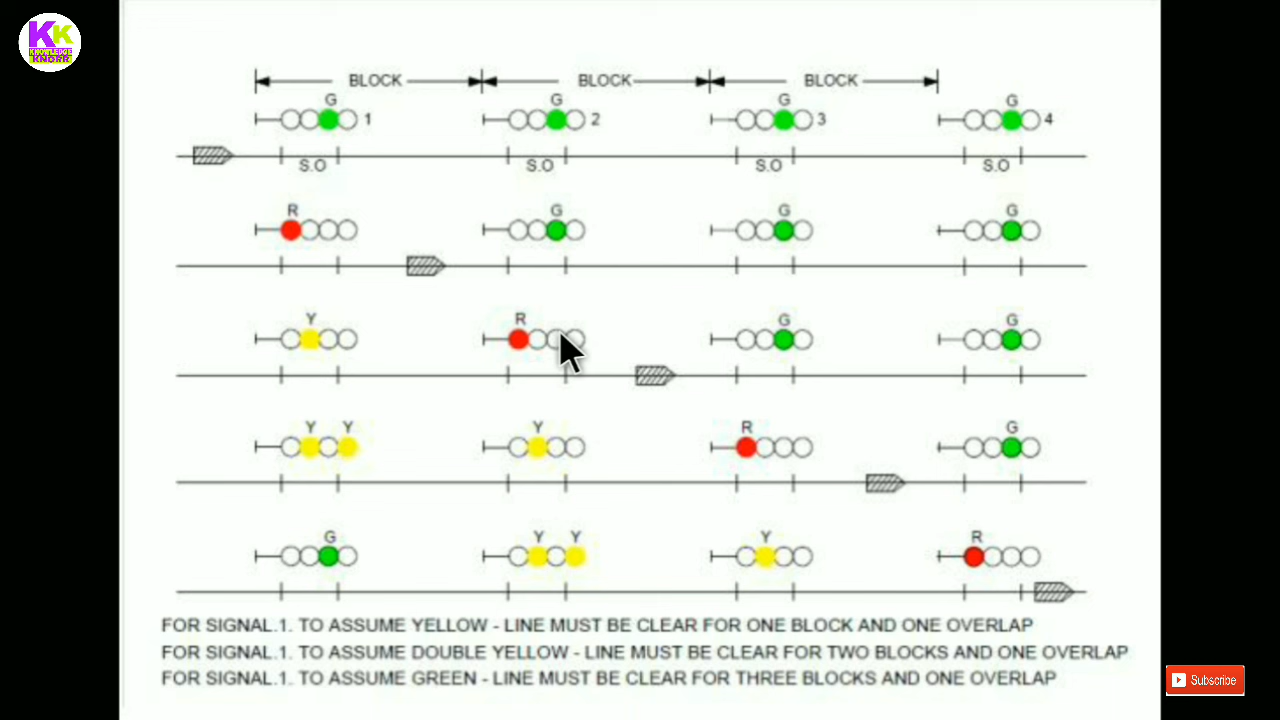 KK
KNOWLEDGE
KNORR
BLOCK BLOCK BLOCK
G G G G
1 2 3 4
S.O S.O S.O S.O
R G G G
Y R G G
Y Y Y R G
G Y Y Y R
FOR SIGNAL.1. TO ASSUME YELLOW - LINE MUST BE CLEAR FOR ONE BLOCK AND ONE OVERLAP
FOR SIGNAL.1. TO ASSUME DOUBLE YELLOW - LINE MUST BE CLEAR FOR TWO BLOCKS AND ONE OVERLAP
FOR SIGNAL.1. TO ASSUME GREEN - LINE MUST BE CLEAR FOR THREE BLOCKS AND ONE OVERLAP
Subscribe